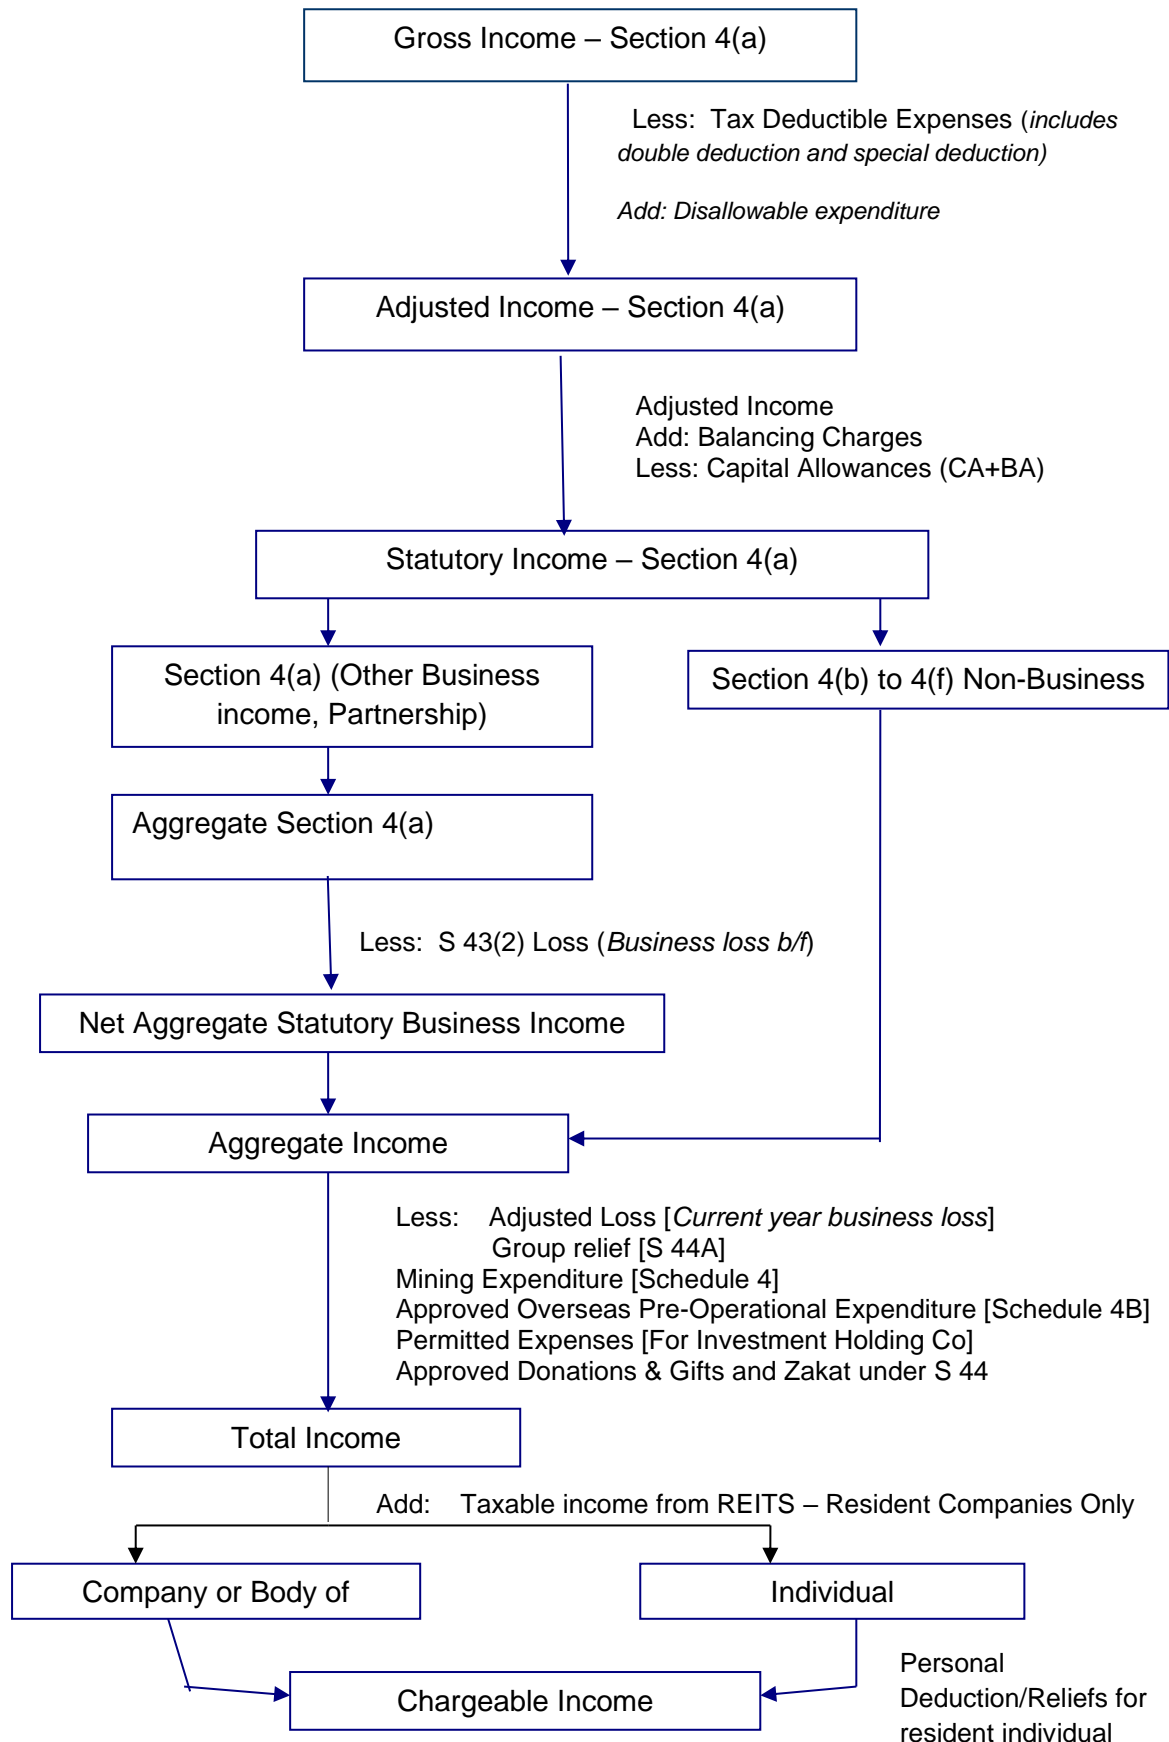 Gross Income – Section 4(a)
Less:  Tax Deductible Expenses (includes
double deduction and special deduction)
Add: Disallowable expenditure
Adjusted Income – Section 4(a)
Adjusted Income
Add: Balancing Charges
Less: Capital Allowances (CA+BA)
Statutory Income – Section 4(a)
Section 4(a) (Other Business
income, Partnership)
Section 4(b) to 4(f) Non-Business
Aggregate Section 4(a)
Less:  S 43(2) Loss (Business loss b/f)
Net Aggregate Statutory Business Income
Aggregate Income
Less:    Adjusted Loss [Current year business loss]
Group relief [S 44A]
Mining Expenditure [Schedule 4]
Approved Overseas Pre-Operational Expenditure [Schedule 4B]
Permitted Expenses [For Investment Holding Co]
Approved Donations & Gifts and Zakat under S 44
Total Income
Add:    Taxable income from REITS – Resident Companies Only
Company or Body of
Individual
Personal
Deduction/Reliefs for
resident individual
Chargeable Income